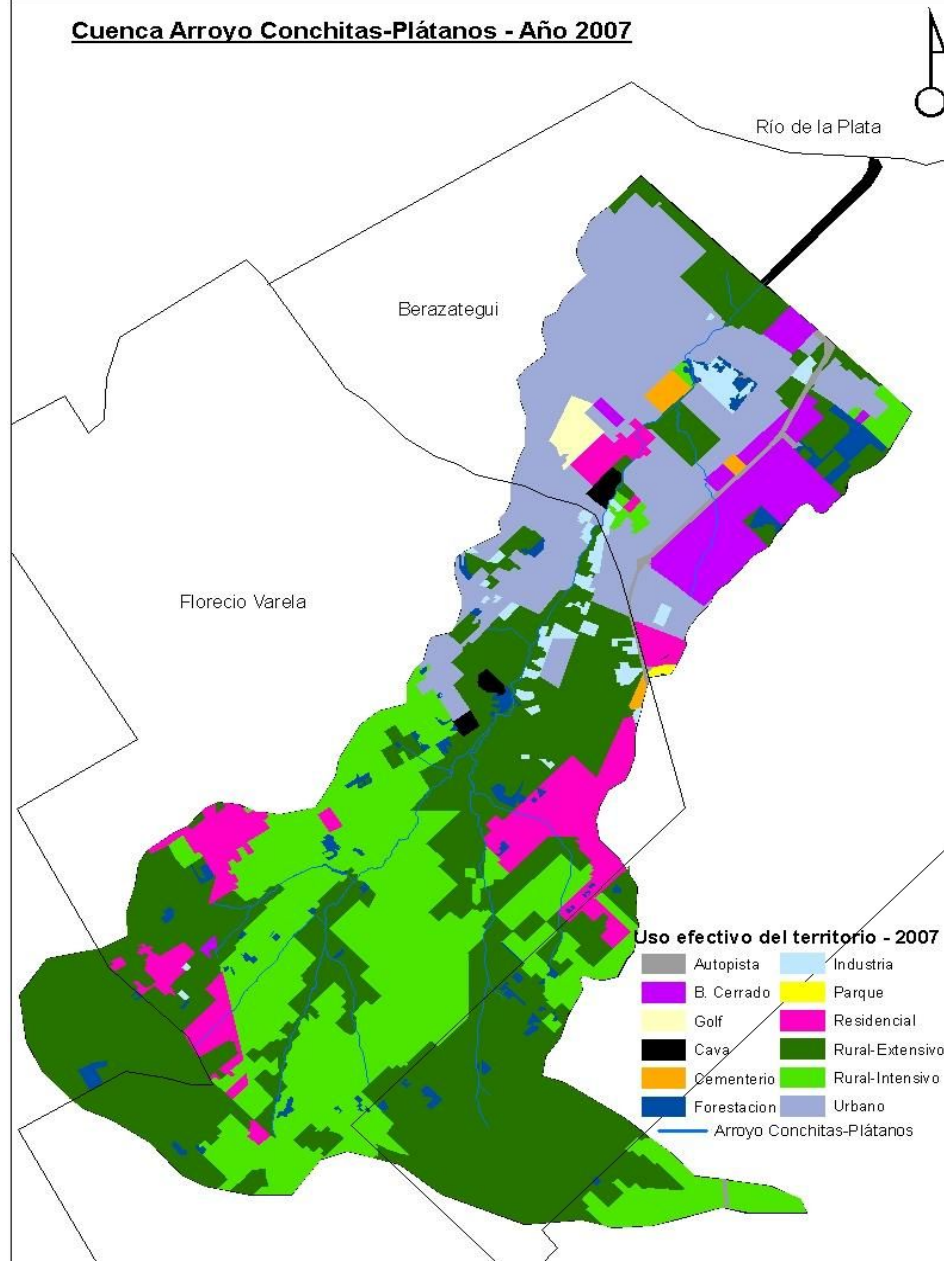 Cuenca Arroyo Conchitas-Plátanos - Año 2007
Río de la Plata
Berazategui
Florecio Varela
Uso efectivo del territorio - 2007
Autopista
Industria
B. Cerrado
Parque
Golf
Residencial
Cava
Rural-Extensivo
Cementerio
Rural-Intensivo
Forestacion
Urbano
Arroyo Conchitas-Plátanos